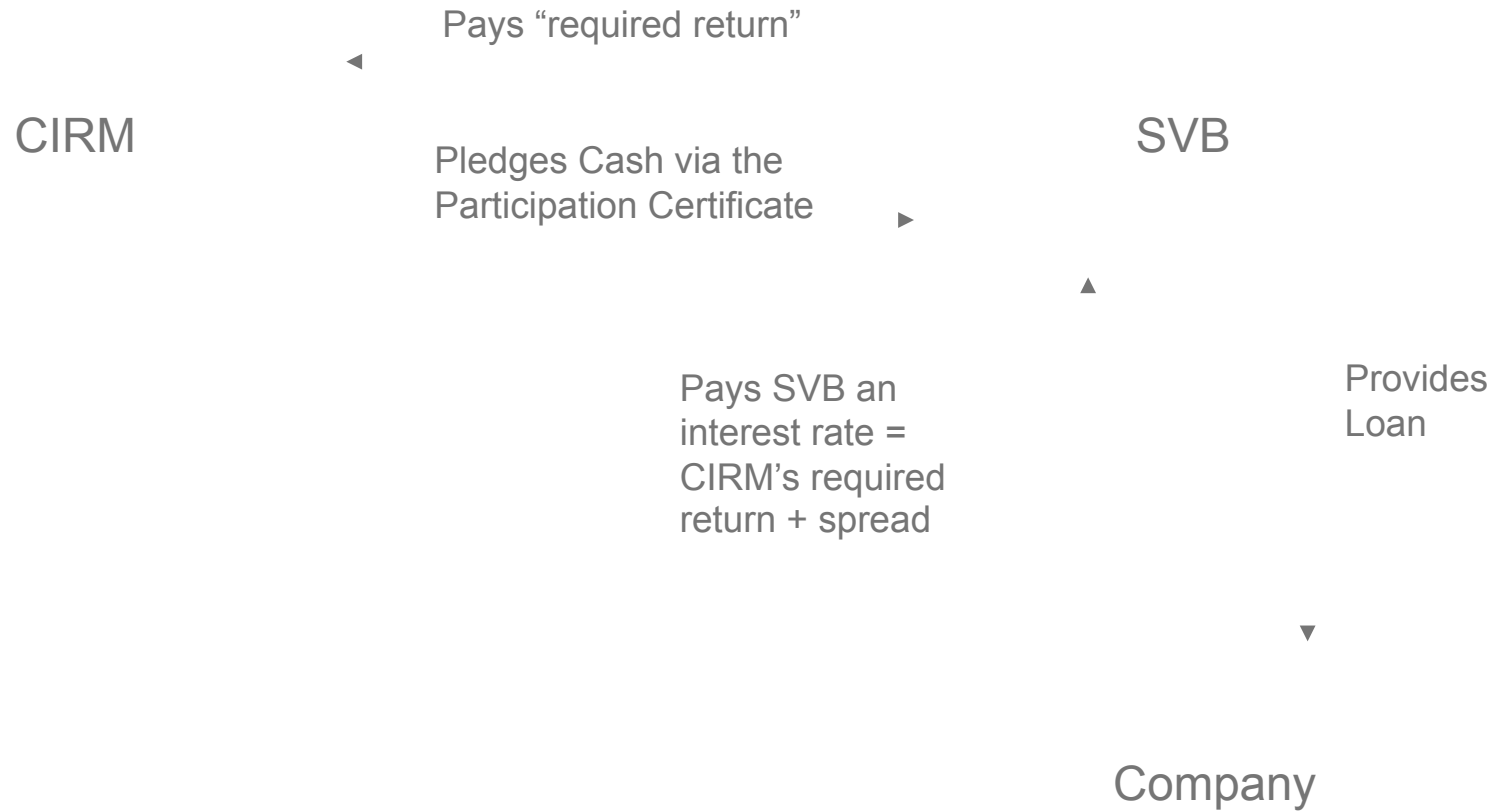 Pays “required return”
CIRM
SVB
Pledges Cash via the
Participation Certificate
Pays SVB an
interest rate =
CIRM’s required
return + spread
Provides
Loan
Company